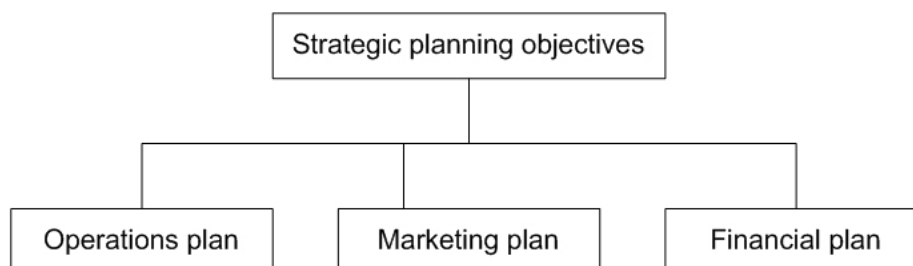 Strategic planning objectives
Operations plan
Marketing plan
Financial plan